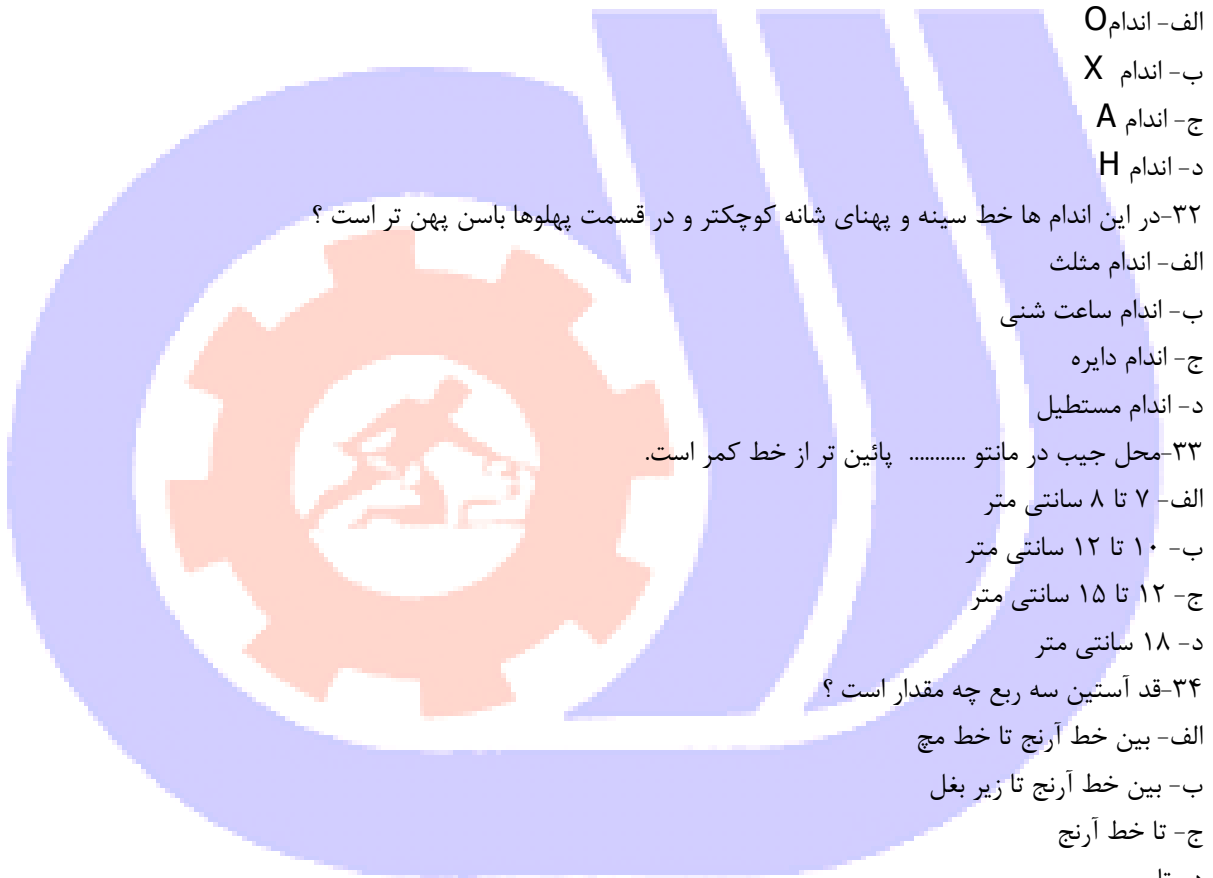 الف- اندامO
ب- اندام X
ج- اندام A
د- اندام H
۳۲-در این اندام ها خط سینه و پهنای شانه کوچکتر و در قسمت پهلوها باسن پهن تر است ؟
الف- اندام مثلث
ب- اندام ساعت شنی
ج- اندام دایره
د- اندام مستطیل
۳۳-محل جیب در مانتو ........... پائین تر از خط کمر است.
الف- ۷ تا ۸ سانتی متر
ب- ۱۰ تا ۱۲ سانتی متر
ج- ۱۲ تا ۱۵ سانتی متر
د- ۱۸ سانتی متر
۳۴-قد آستین سه ربع چه مقدار است ؟
الف- بین خط آرنج تا خط مچ
ب- بین خط آرنج تا زیر بغل
ج- تا خط آرنج